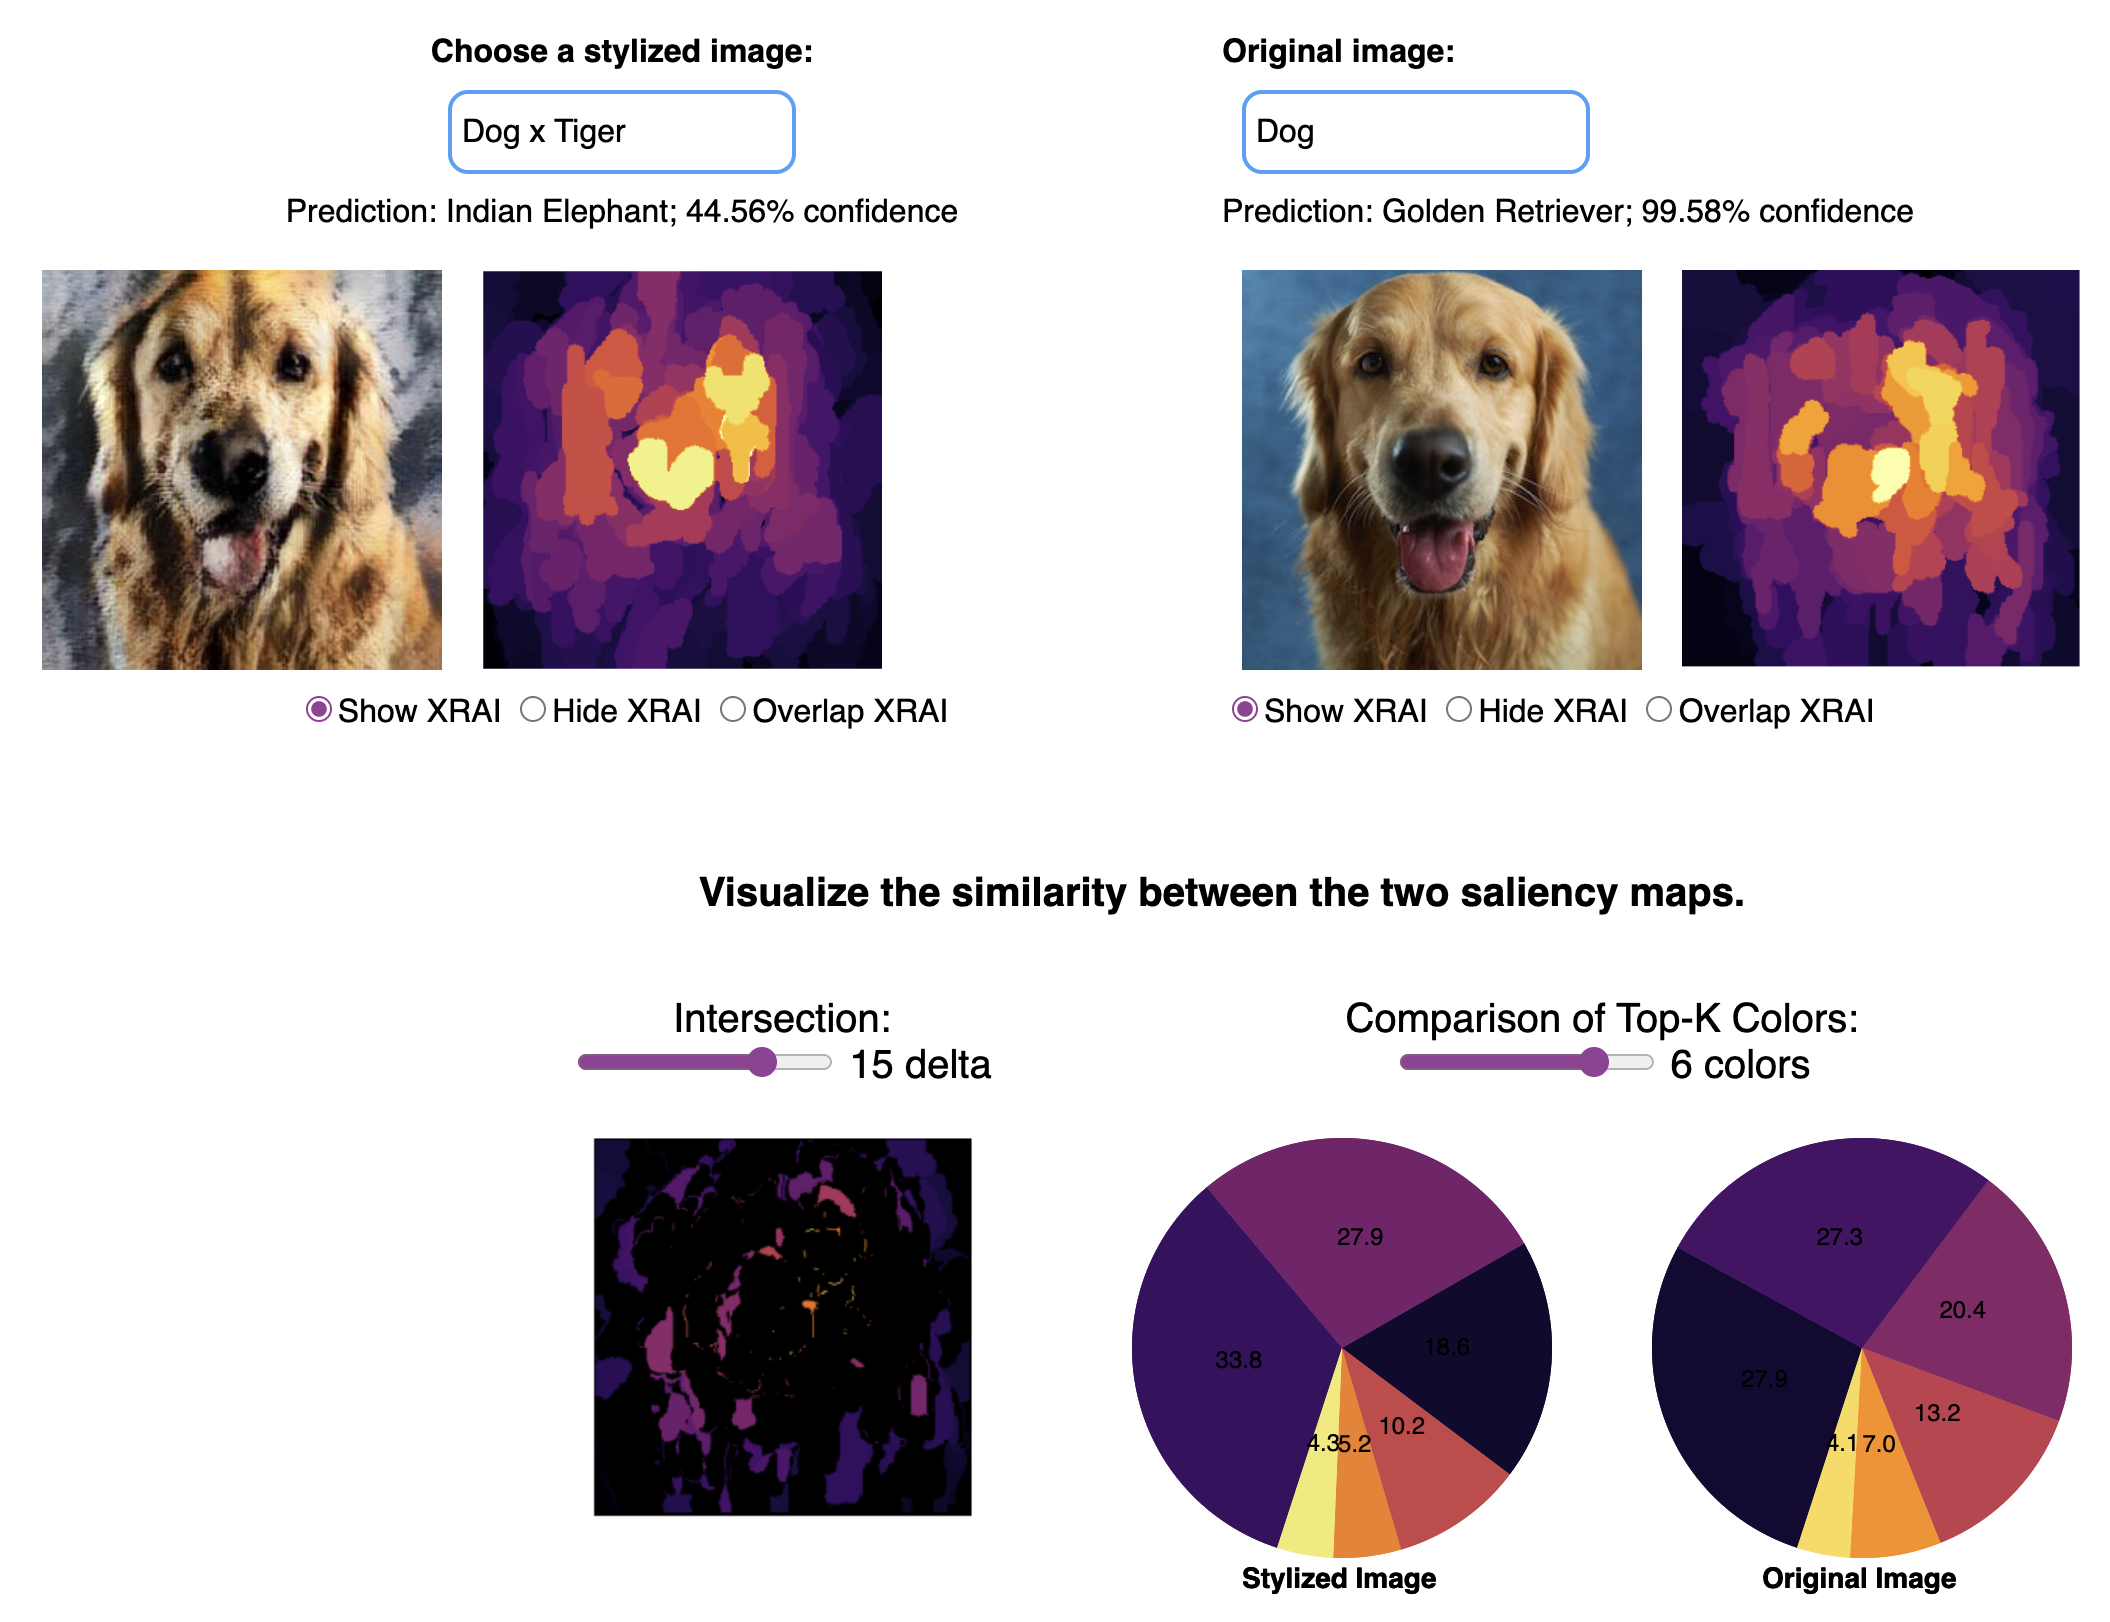 Choose a stylized image:
Dog x Tiger
Prediction: Indian Elephant; 44.56% confidence
Show XRAI Hide XRAI Overlap XRAI
Original image:
Dog
Prediction: Golden Retriever; 99.58% confidence
Show XRAI Hide XRAI Overlap XRAI
Visualize the similarity between the two saliency maps.
Intersection:
15 delta
Comparison of Top-K Colors:
6 colors
27.9
33.8
18.6
10.2
4.3
5.2
Stylized Image
27.3
20.4
27.9
13.2
4.1
7.0
Original Image